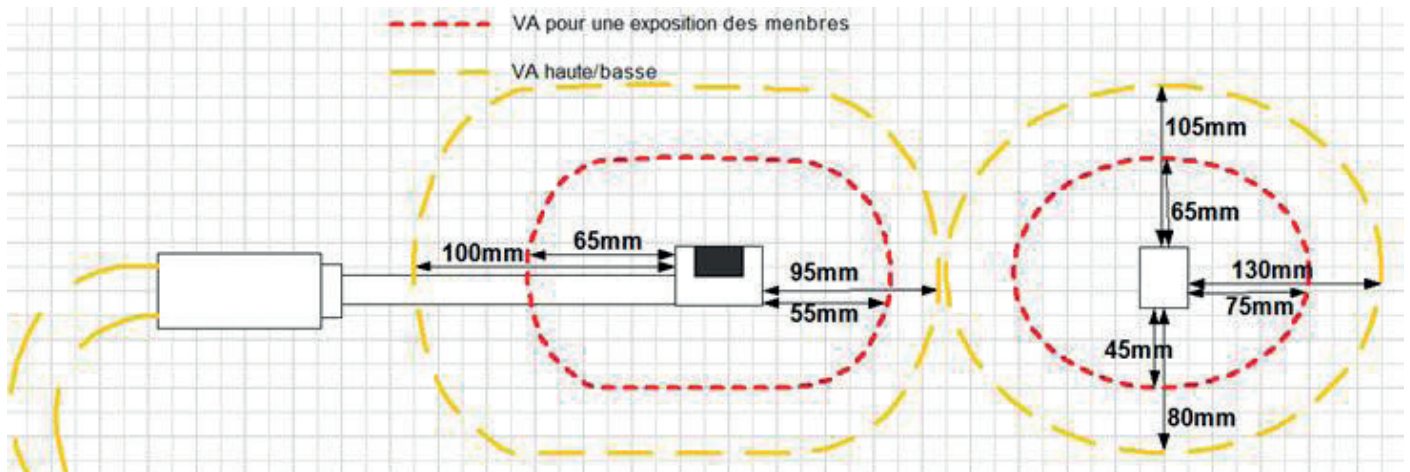 VA pour une exposition des menbres
VA haute/basse
105mm
65mm
65mm
100mm
95mm
130mm
55mm
75mm
45mm
80mm